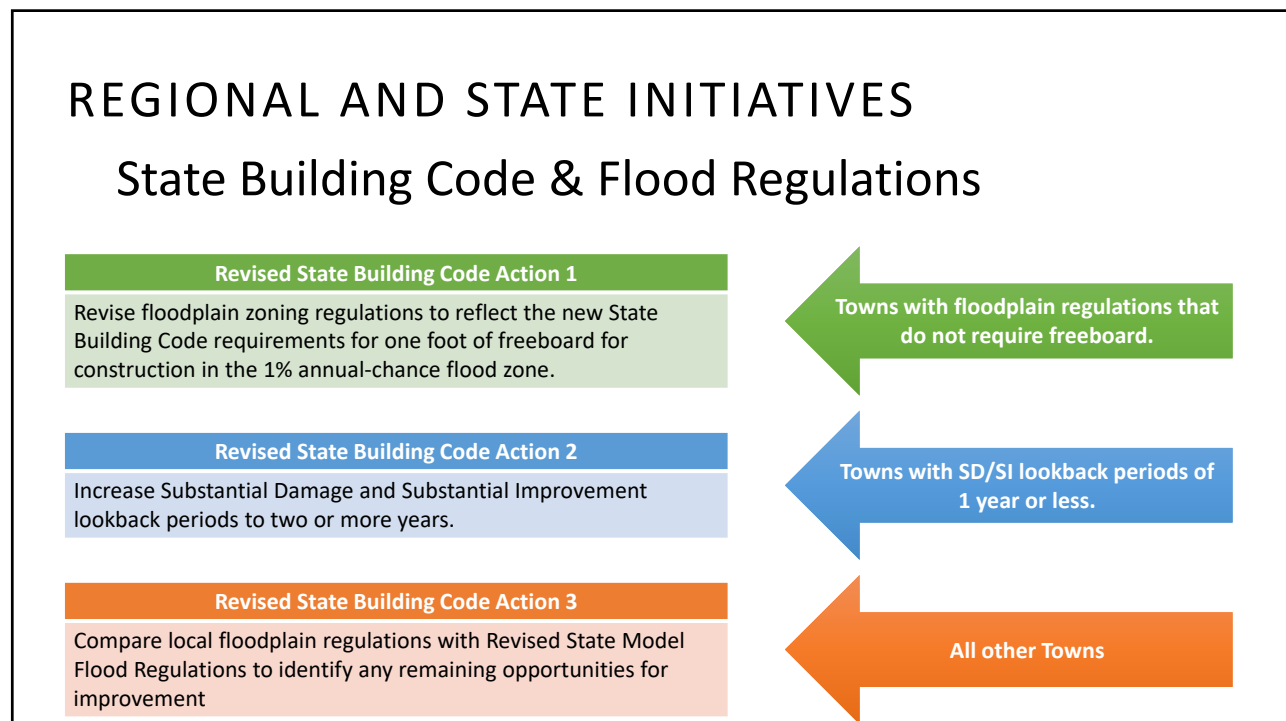 REGIONAL AND STATE INITIATIVES
State Building Code & Flood Regulations
Revised State Building Code Action 1
Revise floodplain zoning regulations to reflect the new State
Building Code requirements for one foot of freeboard for
construction in the 1% annual-chance flood zone.
Towns with floodplain regulations that
do not require freeboard.
Revised State Building Code Action 2
Increase Substantial Damage and Substantial Improvement
lookback periods to two or more years.
Towns with SD/SI lookback periods of
1 year or less.
Revised State Building Code Action 3
Compare local floodplain regulations with Revised State Model
Flood Regulations to identify any remaining opportunities for
improvement
All other Towns